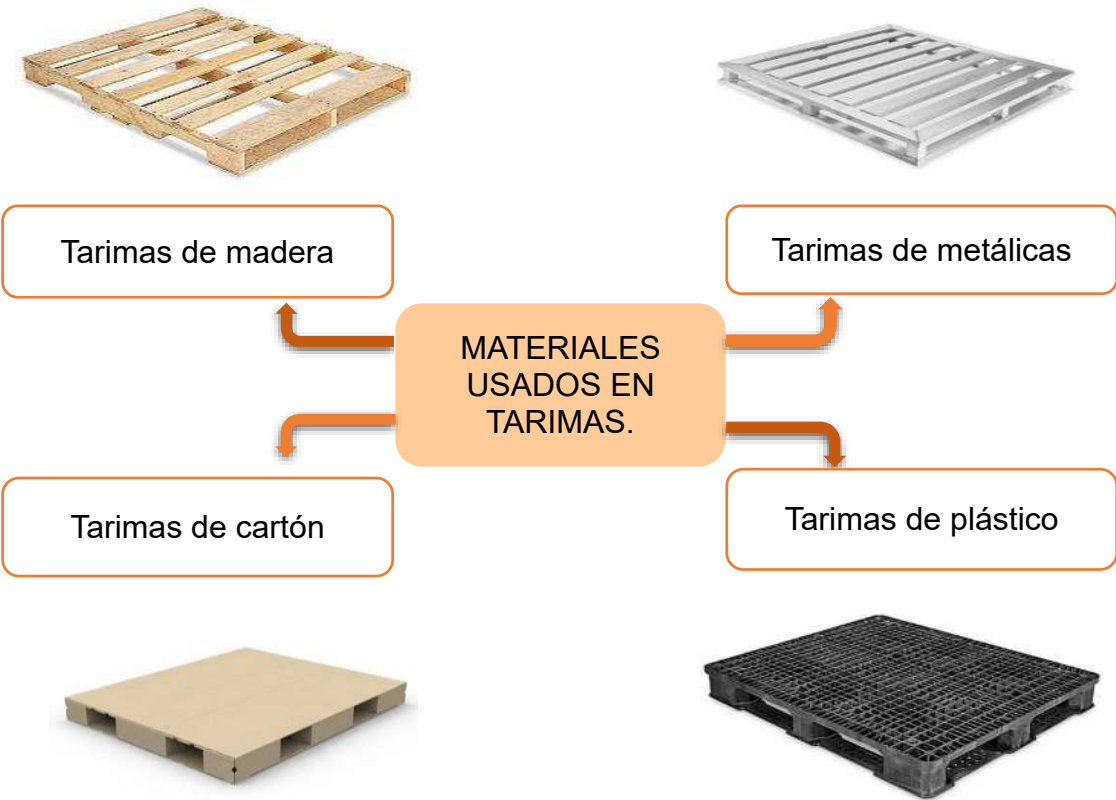 Tarimas de madera
Tarimas de metálicas
MATERIALES
USADOS EN
TARIMAS.
Tarimas de cartón
Tarimas de plástico